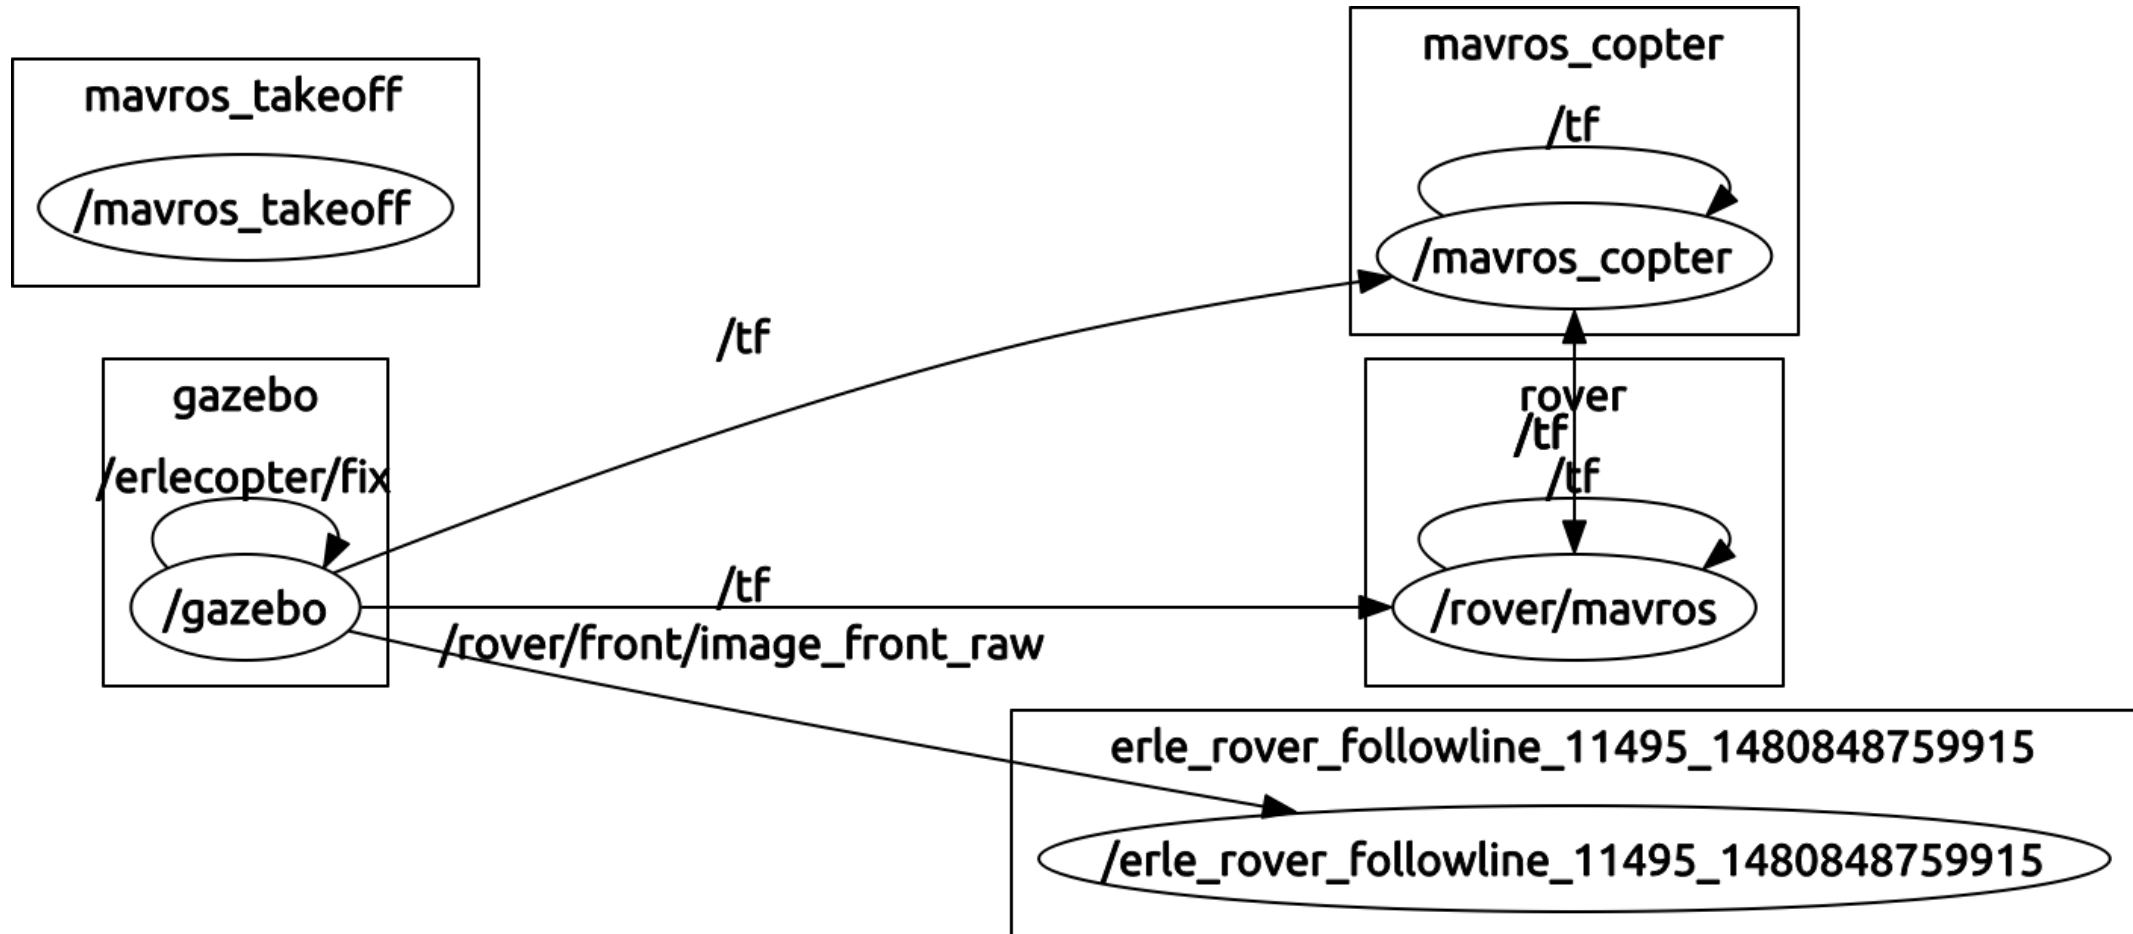 mavros_takeoff
/mavros_takeoff
mavros_copter
/tf
/mavros_copter
/tf
gazebo
/erlecopter/fix
/gazebo
rover
/tf
/tf
/rover/mavros
/tf
/rover/front/image_front_raw
erle_rover_followline_11495_1480848759915
/erle_rover_followline_11495_1480848759915